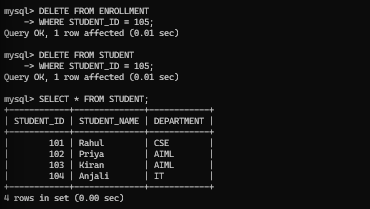 mysql> DELETE FROM ENROLLMENT
    -> WHERE STUDENT_ID = 105;
Query OK, 1 row affected (0.01 sec)

mysql> DELETE FROM STUDENT
    -> WHERE STUDENT_ID = 105;
Query OK, 1 row affected (0.01 sec)

mysql> SELECT * FROM STUDENT;
+------------+--------------+------------+
| STUDENT_ID | STUDENT_NAME | DEPARTMENT |
+------------+--------------+------------+
|        101 | Rahul        | CSE        |
|        102 | Priya        | AIML       |
|        103 | Kiran        | AIML       |
|        104 | Anjali       | IT         |
+------------+--------------+------------+
4 rows in set (0.00 sec)